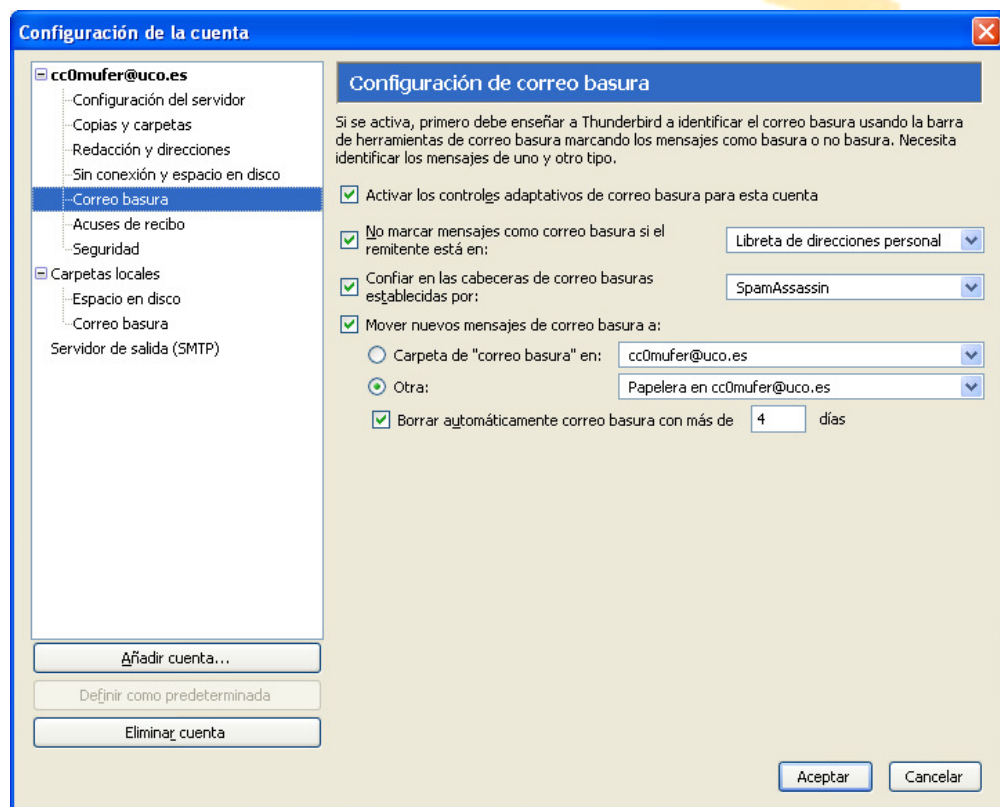 Configuración de la cuenta
cc0mufer@uco.es
Configuración del servidor
Copias y carpetas
Redacción y direcciones
Sin conexión y espacio en disco
Correo basura
Acuses de recibo
Seguridad
Carpetas locales
Espacio en disco
Correo basura
Servidor de salida (SMTP)
Añadir cuenta...
Definir como predeterminada
Eliminar cuenta
Configuración de correo basura
Si se activa, primero debe enseñar a Thunderbird a identificar el correo basura usando la barra
de herramientas de correo basura marcando los mensajes como basura o no basura. Necesita
identificar los mensajes de uno y otro tipo.
Activar los controles adaptativos de correo basura para esta cuenta
No marcar mensajes como correo basura si el
remitente está en:
Libreta de direcciones personal
Confiar en las cabeceras de correo basuras
establecidas por:
SpamAssassin
Mover nuevos mensajes de correo basura a:
Carpeta de "correo basura" en: cc0mufer@uco.es
Otra: Papelera en cc0mufer@uco.es
Borrar automáticamente correo basura con más de 4 días
Aceptar Cancelar